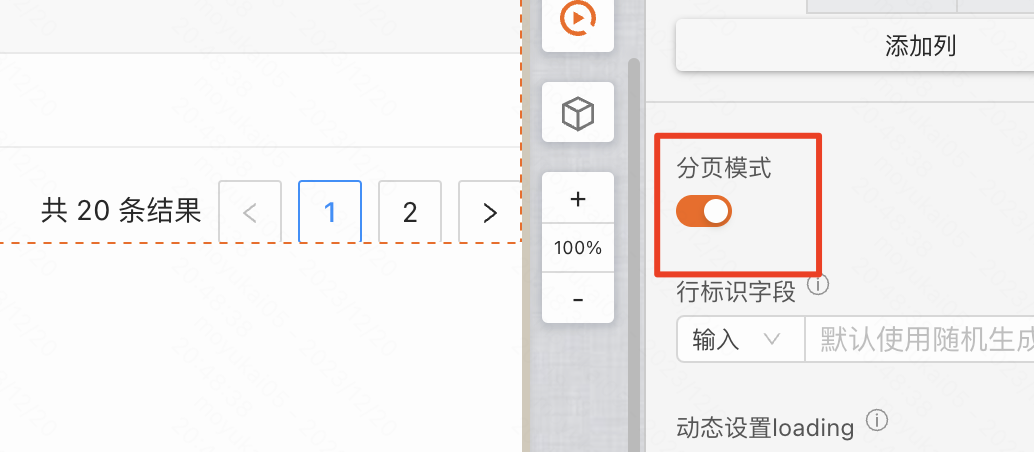 添加列
分页模式
共 20 条结果
1
2
+
100%
-
行标识字段
输入
默认使用随机生
动态设置loading